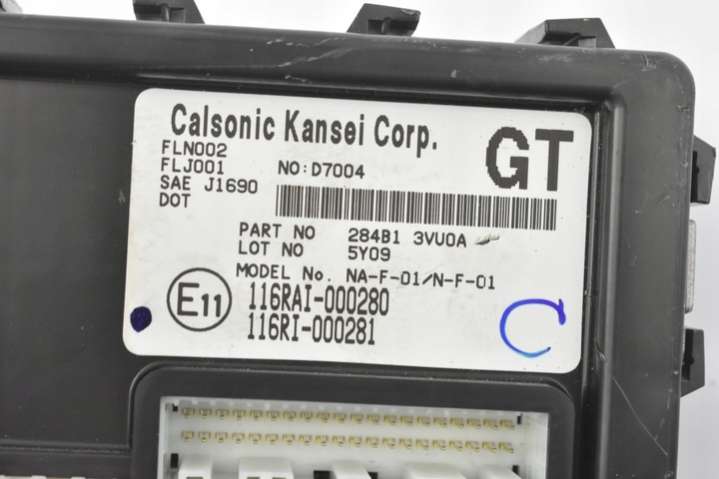 Calsonic Kansei Corp.
GT
FLN002
FLJ001 NO:D7004
SAE J1690
DOT
PART NO 284B1 3VU0A
LOT NO 5Y09
MODEL No. NA-F-01/N-F-01
E11
116RAI-000280
116RI-000281
C